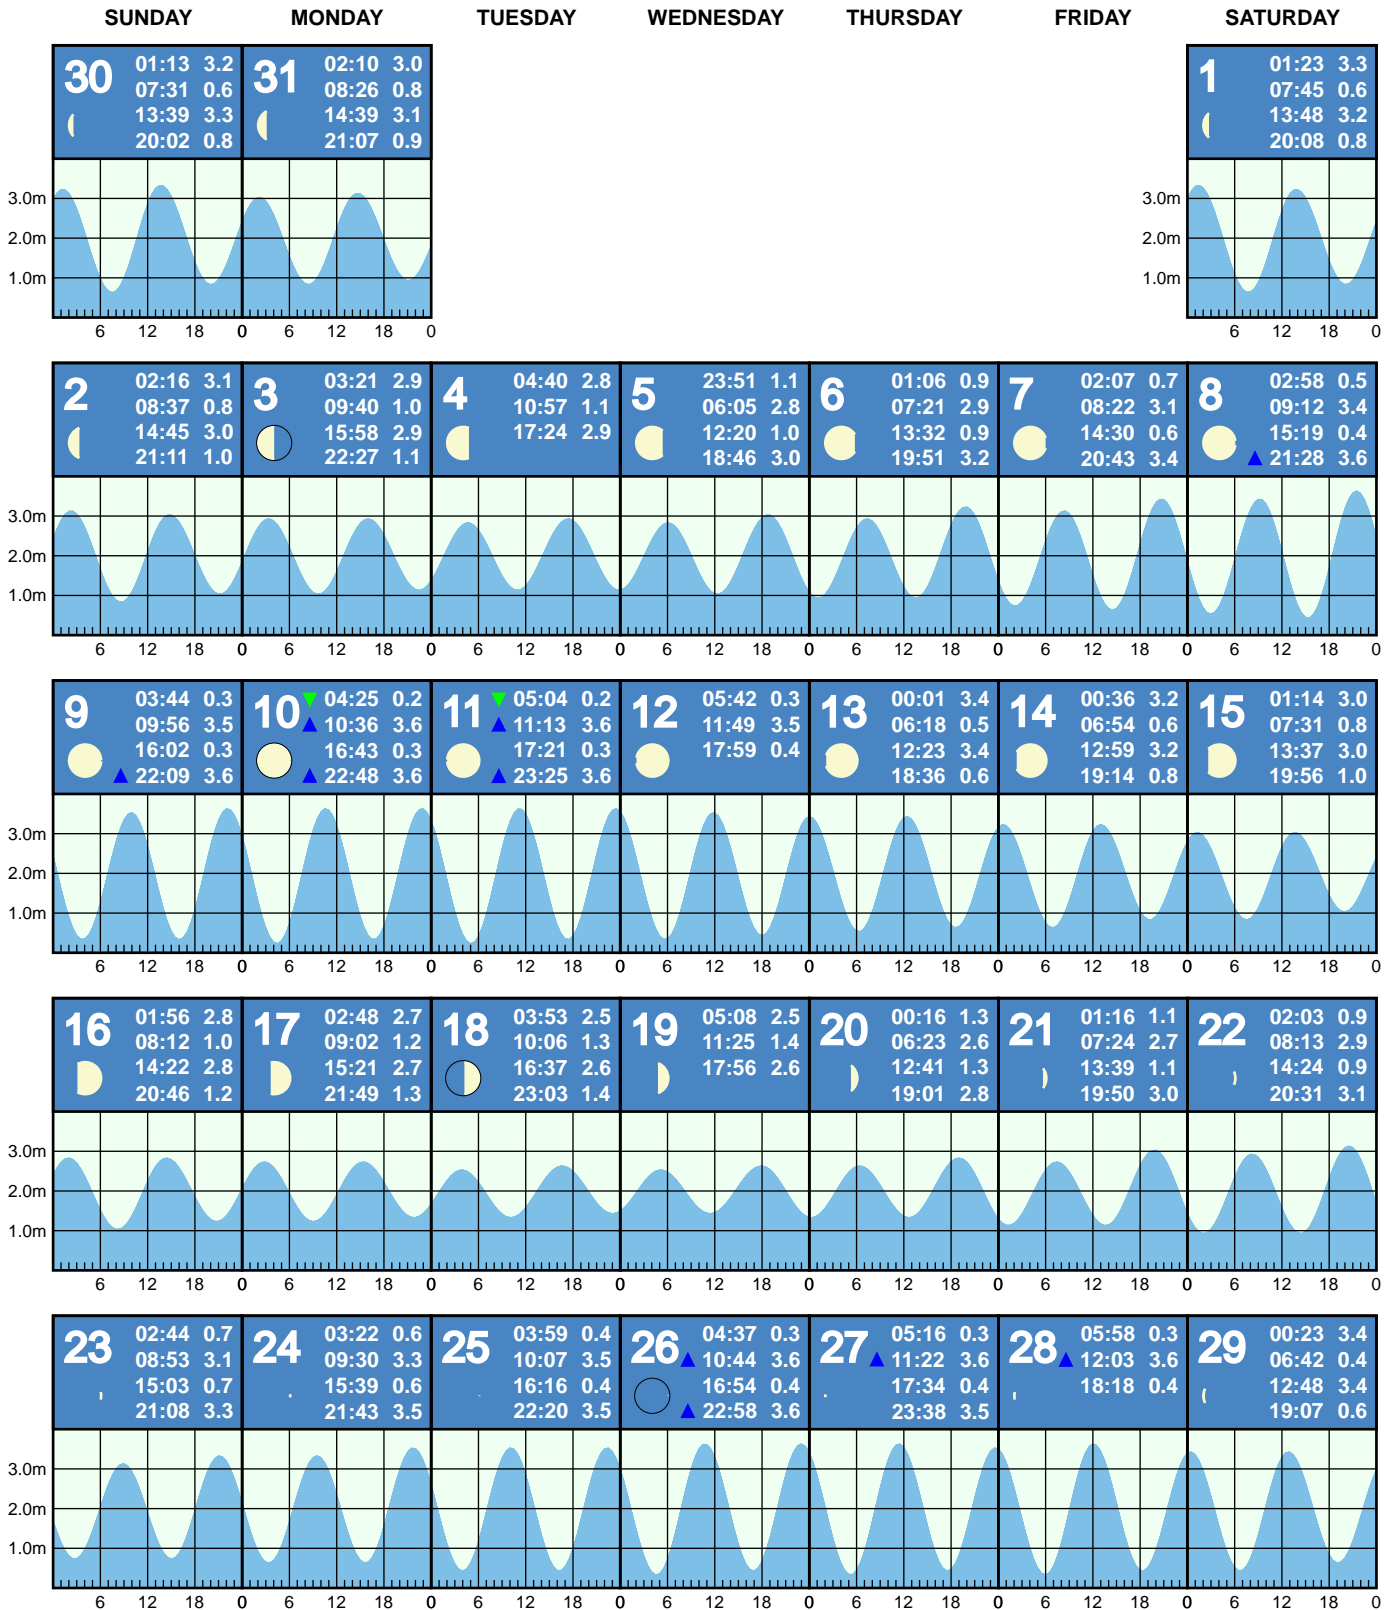 SUNDAY MONDAY TUESDAY WEDNESDAY THURSDAY FRIDAY SATURDAY
30 01:13 3.2 31 02:10 3.0 1 01:23 3.3
07:31 0.6 08:26 0.8 07:45 0.6
13:39 3.3 14:39 3.1 13:48 3.2
20:02 0.8 21:07 0.9 20:08 0.8
3.0m 3.0m
2.0m 2.0m
1.0m 1.0m
6 12 18 0 6 12 18 0 6 12 18 0
2 02:16 3.1 3 03:21 2.9 4 04:40 2.8 5 23:51 1.1 6 01:06 0.9 7 02:07 0.7 8 02:58 0.5
08:37 0.8 09:40 1.0 10:57 1.1 06:05 2.8 07:21 2.9 08:22 3.1 09:12 3.4
14:45 3.0 15:58 2.9 17:24 2.9 12:20 1.0 13:32 0.9 14:30 0.6 15:19 0.4
21:11 1.0 22:27 1.1 18:46 3.0 19:51 3.2 20:43 3.4 21:28 3.6
3.0m
2.0m
1.0m
6 12 18 0 6 12 18 0 6 12 18 0 6 12 18 0 6 12 18 0 6 12 18 0 6 12 18 0
9 03:44 0.3 10 04:25 0.2 11 05:04 0.2 12 05:42 0.3 13 00:01 3.4 14 00:36 3.2 15 01:14 3.0
09:56 3.5 10:36 3.6 11:13 3.6 11:49 3.5 06:18 0.5 06:54 0.6 07:31 0.8
16:02 0.3 16:43 0.3 17:21 0.3 17:59 0.4 12:23 3.4 12:59 3.2 13:37 3.0
22:09 3.6 22:48 3.6 23:25 3.6 18:36 0.6 19:14 0.8 19:56 1.0
3.0m
2.0m
1.0m
6 12 18 0 6 12 18 0 6 12 18 0 6 12 18 0 6 12 18 0 6 12 18 0 6 12 18 0
16 01:56 2.8 17 02:48 2.7 18 03:53 2.5 19 05:08 2.5 20 00:16 1.3 21 01:16 1.1 22 02:03 0.9
08:12 1.0 09:02 1.2 10:06 1.3 11:25 1.4 06:23 2.6 07:24 2.7 08:13 2.9
14:22 2.8 15:21 2.7 16:37 2.6 17:56 2.6 12:41 1.3 13:39 1.1 14:24 0.9
20:46 1.2 21:49 1.3 23:03 1.4 19:01 2.8 19:50 3.0 20:31 3.1
3.0m
2.0m
1.0m
6 12 18 0 6 12 18 0 6 12 18 0 6 12 18 0 6 12 18 0 6 12 18 0 6 12 18 0
23 02:44 0.7 24 03:22 0.6 25 03:59 0.4 26 04:37 0.3 27 05:16 0.3 28 05:58 0.3 29 00:23 3.4
08:53 3.1 09:30 3.3 10:07 3.5 10:44 3.6 11:22 3.6 12:03 3.6 06:42 0.4
15:03 0.7 15:39 0.6 16:16 0.4 16:54 0.4 17:34 0.4 18:18 0.4 12:48 3.4
21:08 3.3 21:43 3.5 22:20 3.5 22:58 3.6 23:38 3.5 19:07 0.6
3.0m
2.0m
1.0m
6 12 18 0 6 12 18 0 6 12 18 0 6 12 18 0 6 12 18 0 6 12 18 0 6 12 18 0